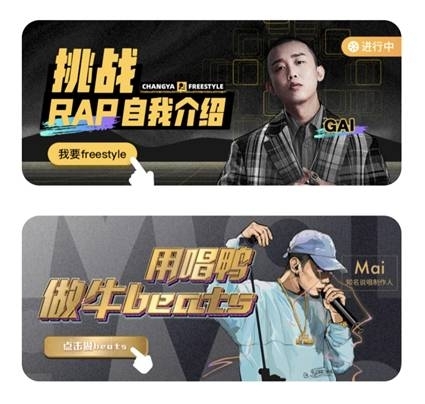 挑战
CHANGYA FREESTYLE
RAP自我介绍
我要freestyle
进行中
GAI
用唱鸭
做牛beats
点击做beats
Mai
知名说唱制作人